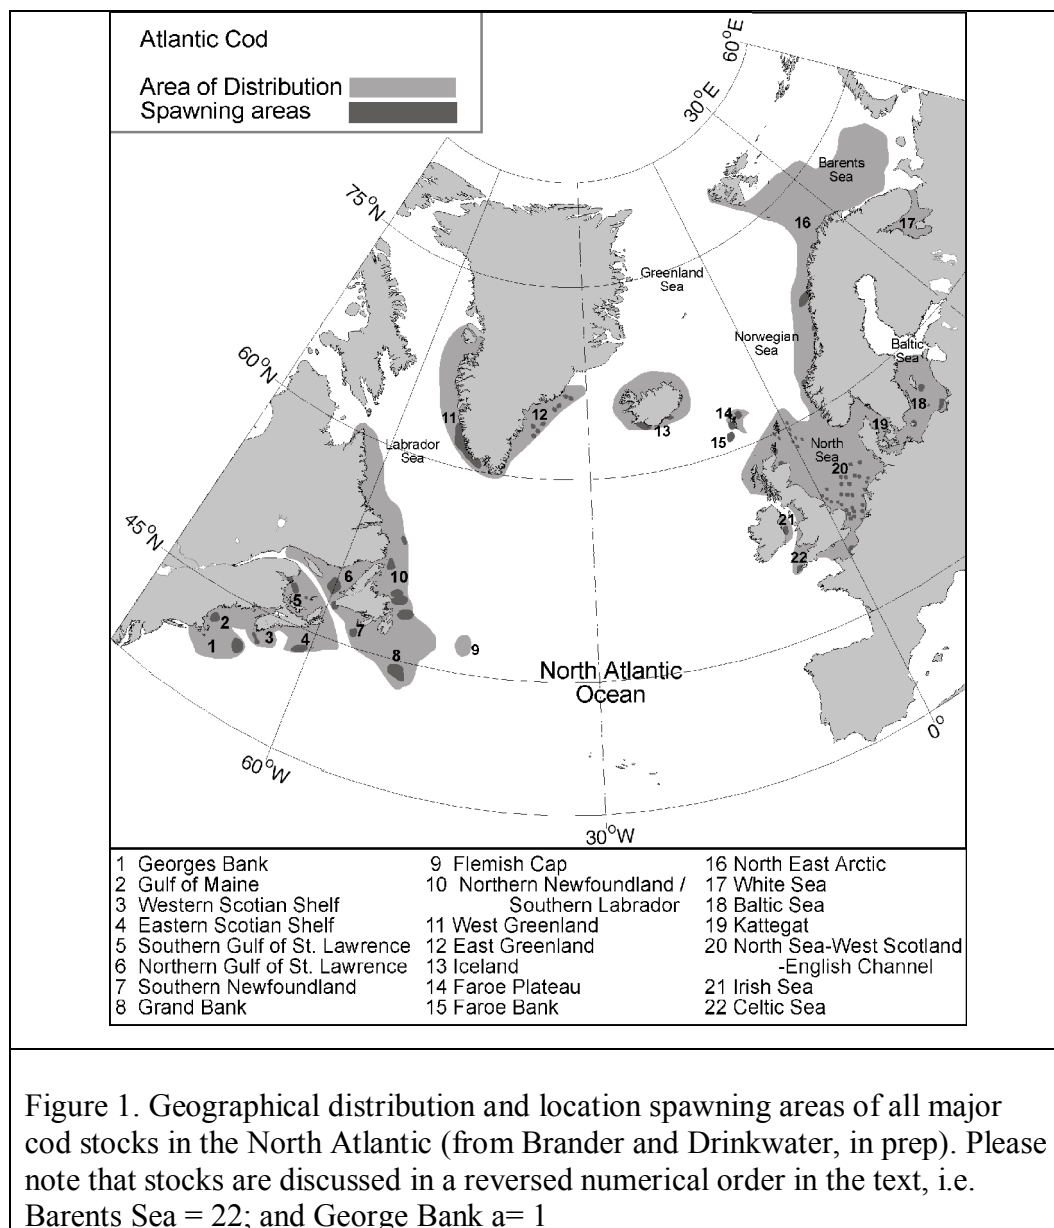 Atlantic Cod
Area of Distribution
Spawning areas
60°E
30°E
75°N
60°N
45°N
60°W
30°W
0°
Barents
Sea
16
17
Greenland
Sea
Norwegian
Sea
Baltic
Sea
18
11
12
13
14
15
19
Labrador
Sea
North
Sea
20
21
22
10
6
5
2
1
3
4
7
8
9
North Atlantic
Ocean
1 Georges Bank
2 Gulf of Maine
3 Western Scotian Shelf
4 Eastern Scotian Shelf
5 Southern Gulf of St. Lawrence
6 Northern Gulf of St. Lawrence
7 Southern Newfoundland
8 Grand Bank
9 Flemish Cap
10 Northern Newfoundland /
Southern Labrador
11 West Greenland
12 East Greenland
13 Iceland
14 Faroe Plateau
15 Faroe Bank
16 North East Arctic
17 White Sea
18 Baltic Sea
19 Kattegat
20 North Sea-West Scotland
-English Channel
21 Irish Sea
22 Celtic Sea
Figure 1. Geographical distribution and location spawning areas of all major
cod stocks in the North Atlantic (from Brander and Drinkwater, in prep). Please
note that stocks are discussed in a reversed numerical order in the text, i.e.
Barents Sea = 22; and George Bank a= 1